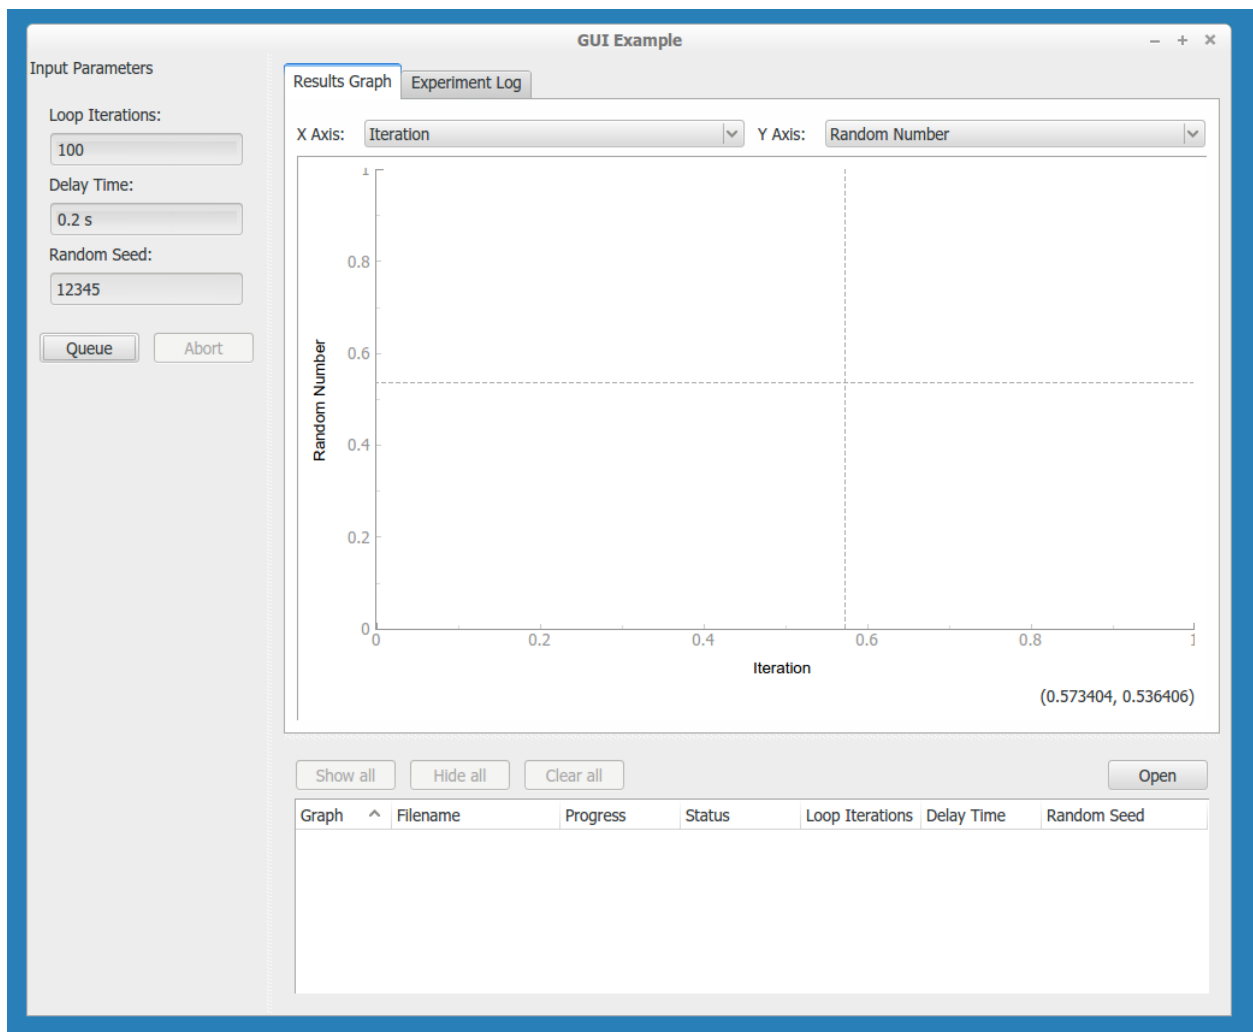 GUI Example
Input Parameters
Loop Iterations:
100
Delay Time:
0.2 s
Random Seed:
12345
Queue Abort
Results Graph Experiment Log
X Axis: Iteration Y Axis: Random Number
1
0.8
0.6
0.4
0.2
0
Random Number
0 0.2 0.4 0.6 0.8 1
Iteration
(0.573404, 0.536406)
Show all Hide all Clear all Open
Graph Filename Progress Status Loop Iterations Delay Time Random Seed